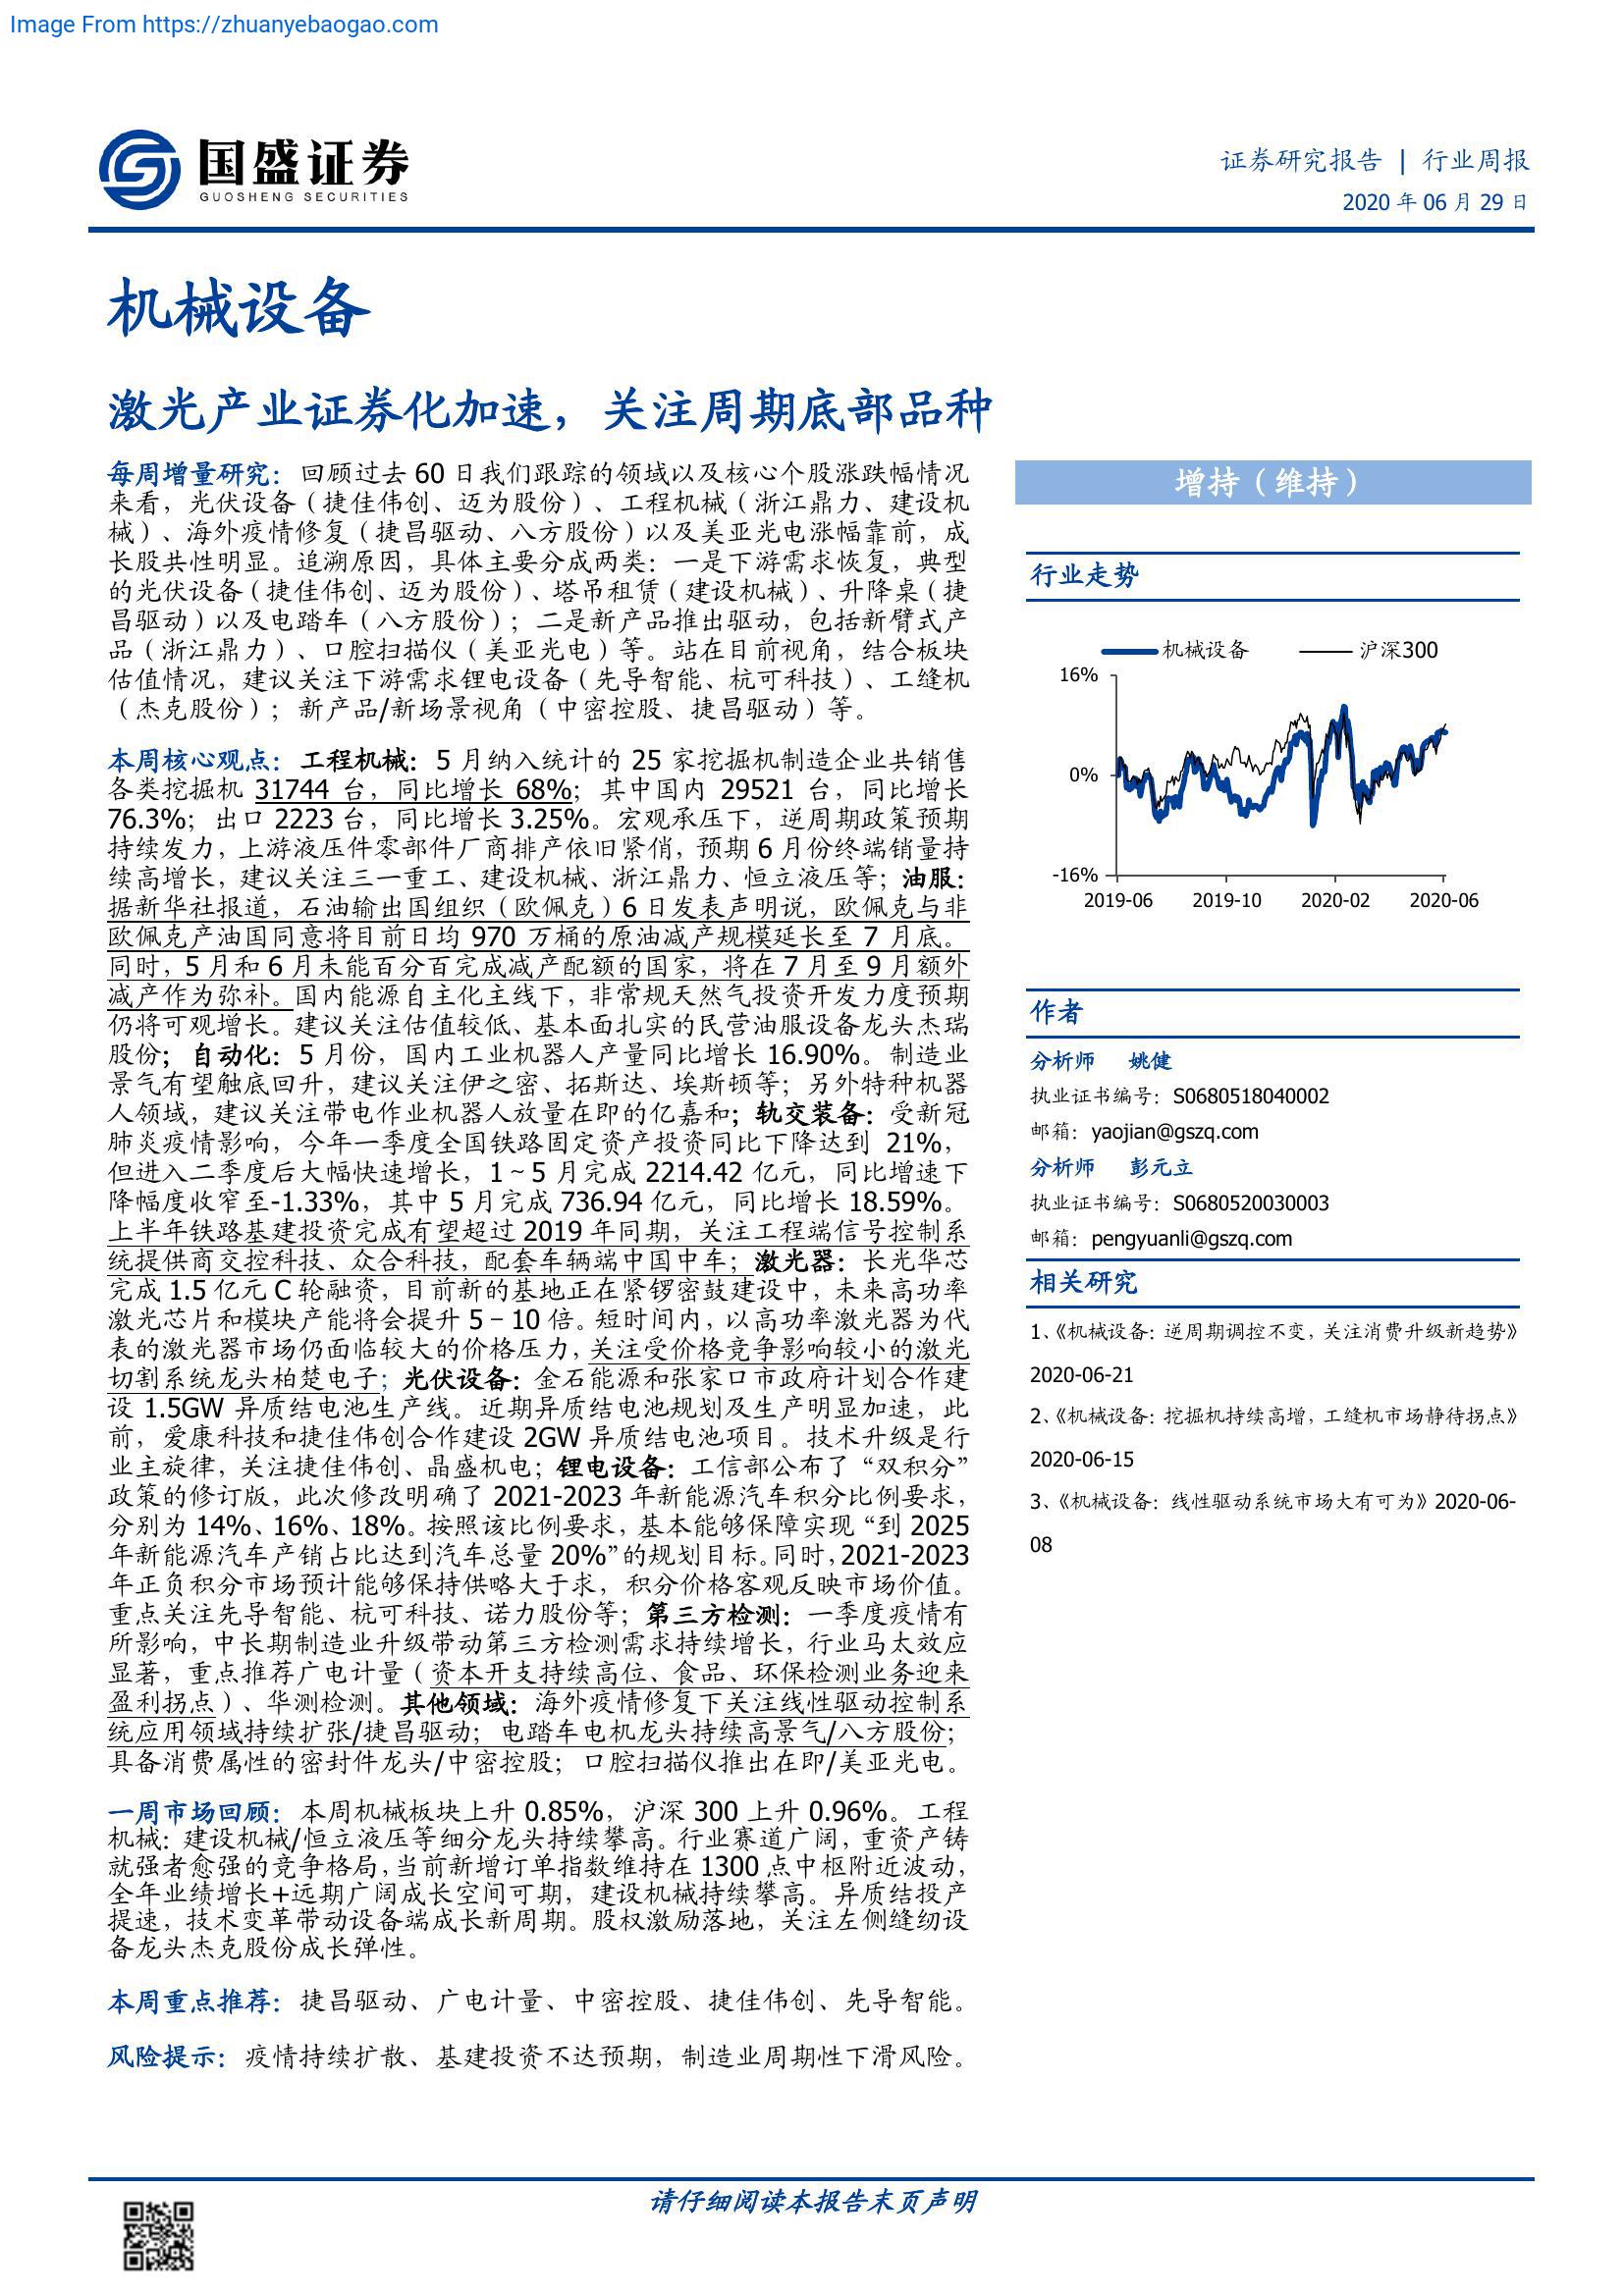 Image From https://zhuanyebaogao.com
国盛证券
GUOSHENG SECURITIES
证券研究报告 | 行业周报
2020 年 06 月 29 日
机械设备
激光产业证券化加速，关注周期底部品种
每周增量研究：回顾过去 60 日我们跟踪的领域以及核心个股涨跌幅情况
来看，光伏设备（捷佳伟创、迈为股份）、工程机械（浙江鼎力、建设机
械）、海外疫情修复（捷昌驱动、八方股份）以及美亚光电涨幅靠前，成
长股共性明显。追溯原因，具体主要分成两类：一是下游需求恢复，典型
的光伏设备（捷佳伟创、迈为股份）、塔吊租赁（建设机械）、升降桌（捷
昌驱动）以及电踏车（八方股份）；二是新产品推出驱动，包括新臂式产
品（浙江鼎力）、口腔扫描仪（美亚光电）等。站在目前视角，结合板块
估值情况，建议关注下游需求锂电设备（先导智能、杭可科技）、工缝机
（杰克股份）；新产品/新场景视角（中密控股、捷昌驱动）等。
本周核心观点：工程机械：5 月纳入统计的 25 家挖掘机制造企业共销售
各类挖掘机 31744 台，同比增长 68%；其中国内 29521 台，同比增长
76.3%；出口 2223 台，同比增长 3.25%。宏观承压下，逆周期政策预期
持续发力，上游液压件零部件厂商排产依旧紧俏，预期 6 月份终端销量持
续高增长，建议关注三一重工、建设机械、浙江鼎力、恒立液压等；油服：
据新华社报道，石油输出国组织（欧佩克）6 日发表声明说，欧佩克与非
欧佩克产油国同意将目前日均 970 万桶的原油减产规模延长至 7 月底。
同时，5 月和 6 月未能百分百完成减产配额的国家，将在 7 月至 9 月额外
减产作为弥补。国内能源自主化主线下，非常规天然气投资开发力度预期
仍将可观增长。建议关注估值较低、基本面扎实的民营油服设备龙头杰瑞
股份；自动化：5 月份，国内工业机器人产量同比增长 16.90%。制造业
景气有望触底回升，建议关注伊之密、拓斯达、埃斯顿等；另外特种机器
人领域，建议关注带电作业机器人放量在即的亿嘉和；轨交装备：受新冠
肺炎疫情影响，今年一季度全国铁路固定资产投资同比下降达到 21%，
但进入二季度后大幅快速增长，1～5 月完成 2214.42 亿元，同比增速下
降幅度收窄至-1.33%，其中 5 月完成 736.94 亿元，同比增长 18.59%。
上半年铁路基建投资完成有望超过 2019 年同期，关注工程端信号控制系
统提供商交控科技、众合科技，配套车辆端中国中车；激光器：长光华芯
完成 1.5 亿元 C 轮融资，目前新的基地正在紧锣密鼓建设中，未来高功率
激光芯片和模块产能将会提升 5－10 倍。短时间内，以高功率激光器为代
表的激光器市场仍面临较大的价格压力，关注受价格竞争影响较小的激光
切割系统龙头柏楚电子；光伏设备：金石能源和张家口市政府计划合作建
设 1.5GW 异质结电池生产线。近期异质结电池规划及生产明显加速，此
前，爱康科技和捷佳伟创合作建设 2GW 异质结电池项目。技术升级是行
业主旋律，关注捷佳伟创、晶盛机电；锂电设备：工信部公布了“双积分”
政策的修订版，此次修改明确了 2021-2023 年新能源汽车积分比例要求，
分别为 14%、16%、18%。按照该比例要求，基本能够保障实现“到 2025
年新能源汽车产销占比达到汽车总量 20%”的规划目标。同时，2021-2023
年正负积分市场预计能够保持供略大于求，积分价格客观反映市场价值。
重点关注先导智能、杭可科技、诺力股份等；第三方检测：一季度疫情有
所影响，中长期制造业升级带动第三方检测需求持续增长，行业马太效应
显著，重点推荐广电计量（资本开支持续高位、食品、环保检测业务迎来
盈利拐点）、华测检测。其他领域：海外疫情修复下关注线性驱动控制系
统应用领域持续扩张/捷昌驱动；电踏车电机龙头持续高景气/八方股份；
具备消费属性的密封件龙头/中密控股；口腔扫描仪推出在即/美亚光电。
一周市场回顾：本周机械板块上升 0.85%，沪深 300 上升 0.96%。工程
机械：建设机械/恒立液压等细分龙头持续攀高。行业赛道广阔，重资产铸
就强者愈强的竞争格局，当前新增订单指数维持在 1300 点中枢附近波动，
全年业绩增长+远期广阔成长空间可期，建设机械持续攀高。异质结投产
提速，技术变革带动设备端成长新周期。股权激励落地，关注左侧缝纫设
备龙头杰克股份成长弹性。
本周重点推荐：捷昌驱动、广电计量、中密控股、捷佳伟创、先导智能。
风险提示：疫情持续扩散、基建投资不达预期，制造业周期性下滑风险。
增持（维持）
行业走势
机械设备 沪深300
16%
0%
-16%
2019-06 2019-10 2020-02 2020-06
作者
分析师 姚健
执业证书编号：S0680518040002
邮箱：yaojian@gszq.com
分析师 彭元立
执业证书编号：S0680520030003
邮箱：pengyuanli@gszq.com
相关研究
1、《机械设备：逆周期调控不变，关注消费升级新趋势》
2020-06-21
2、《机械设备：挖掘机持续高增，工缝机市场静待拐点》
2020-06-15
3、《机械设备：线性驱动系统市场大有可为》2020-06-
08
请仔细阅读本报告末页声明